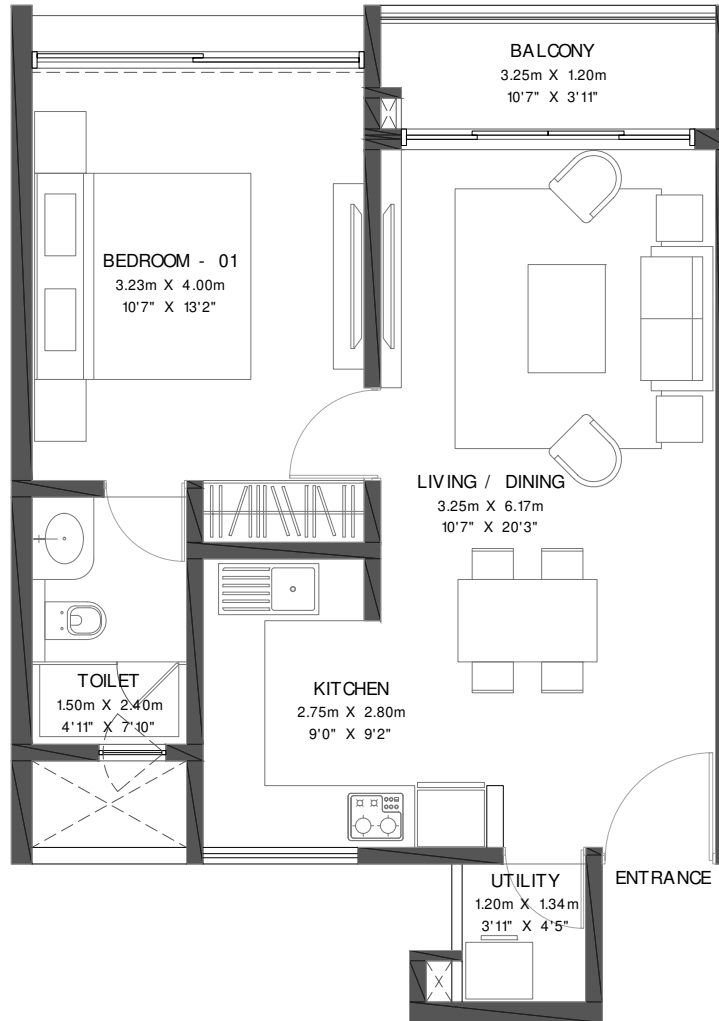 BALCONY
3.25m X 1.20m
10'7" X 3'11"
BEDROOM - 01
3.23m X 4.00m
10'7" X 13'2"
LIVING / DINING
3.25m X 6.17m
10'7" X 20'3"
TOILET
1.50m X 2.40m
4'11" X 7'10"
KITCHEN
2.75m X 2.80m
9'0" X 9'2"
UTILITY
1.20m X 1.34m
3'11" X 4'5"
ENTRANCE